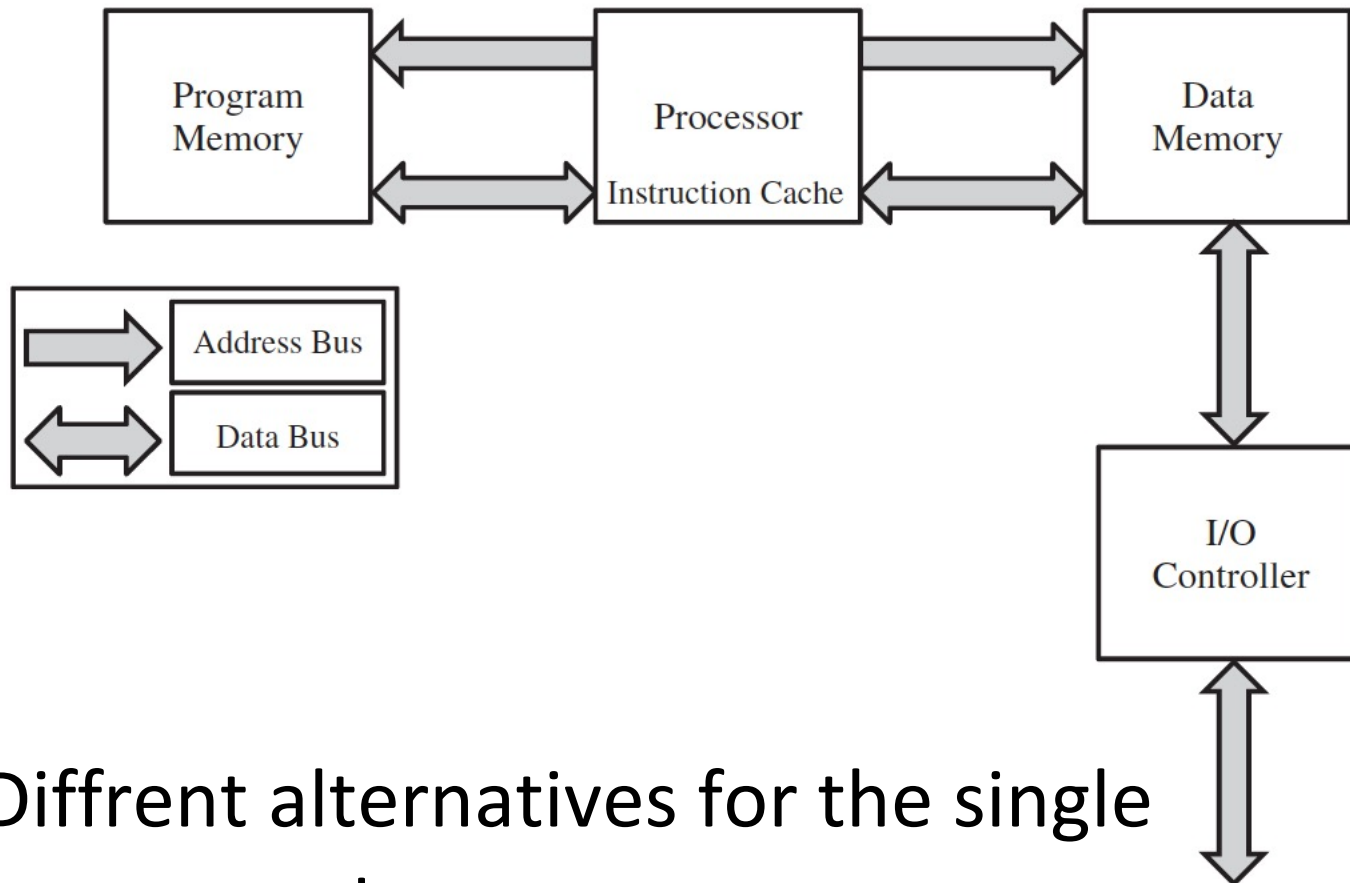 Program
Memory
Processor
Instruction Cache
Data
Memory
Address Bus
Data Bus
I/O
Controller
Diffrent alternatives for the single